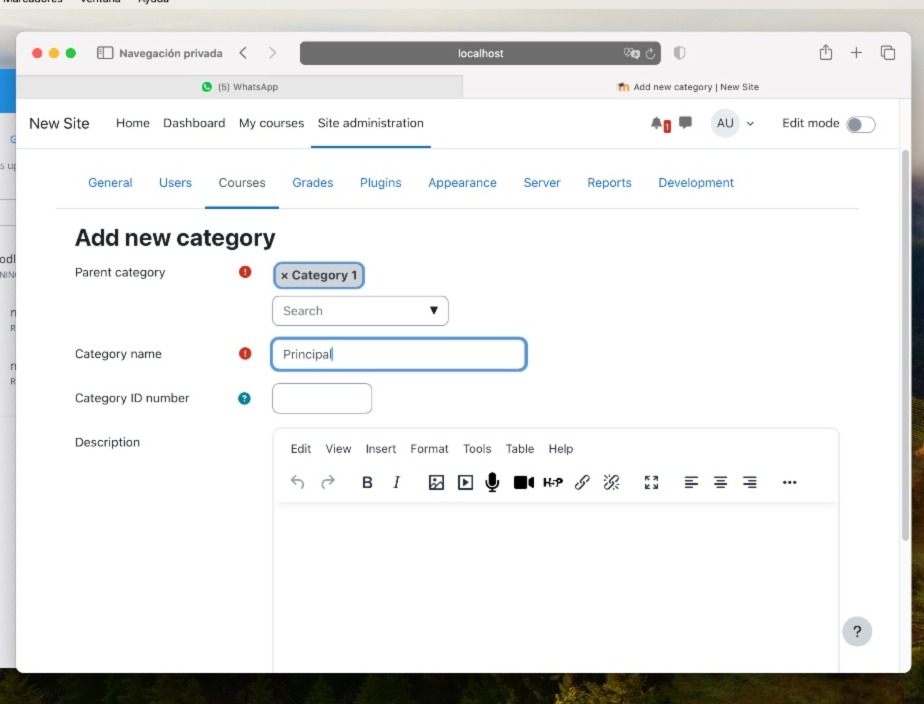 Marcadores Ventana Ayuda
Navegación privada
localhost
(5) WhatsApp
Add new category | New Site
New Site Home Dashboard My courses Site administration 1 AU Edit mode
General Users Courses Grades Plugins Appearance Server Reports Development
Add new category
Parent category ! × Category 1
Search ▼
Category name ! Principal
Category ID number ?
Description
Edit View Insert Format Tools Table Help
B I H-P ...
?